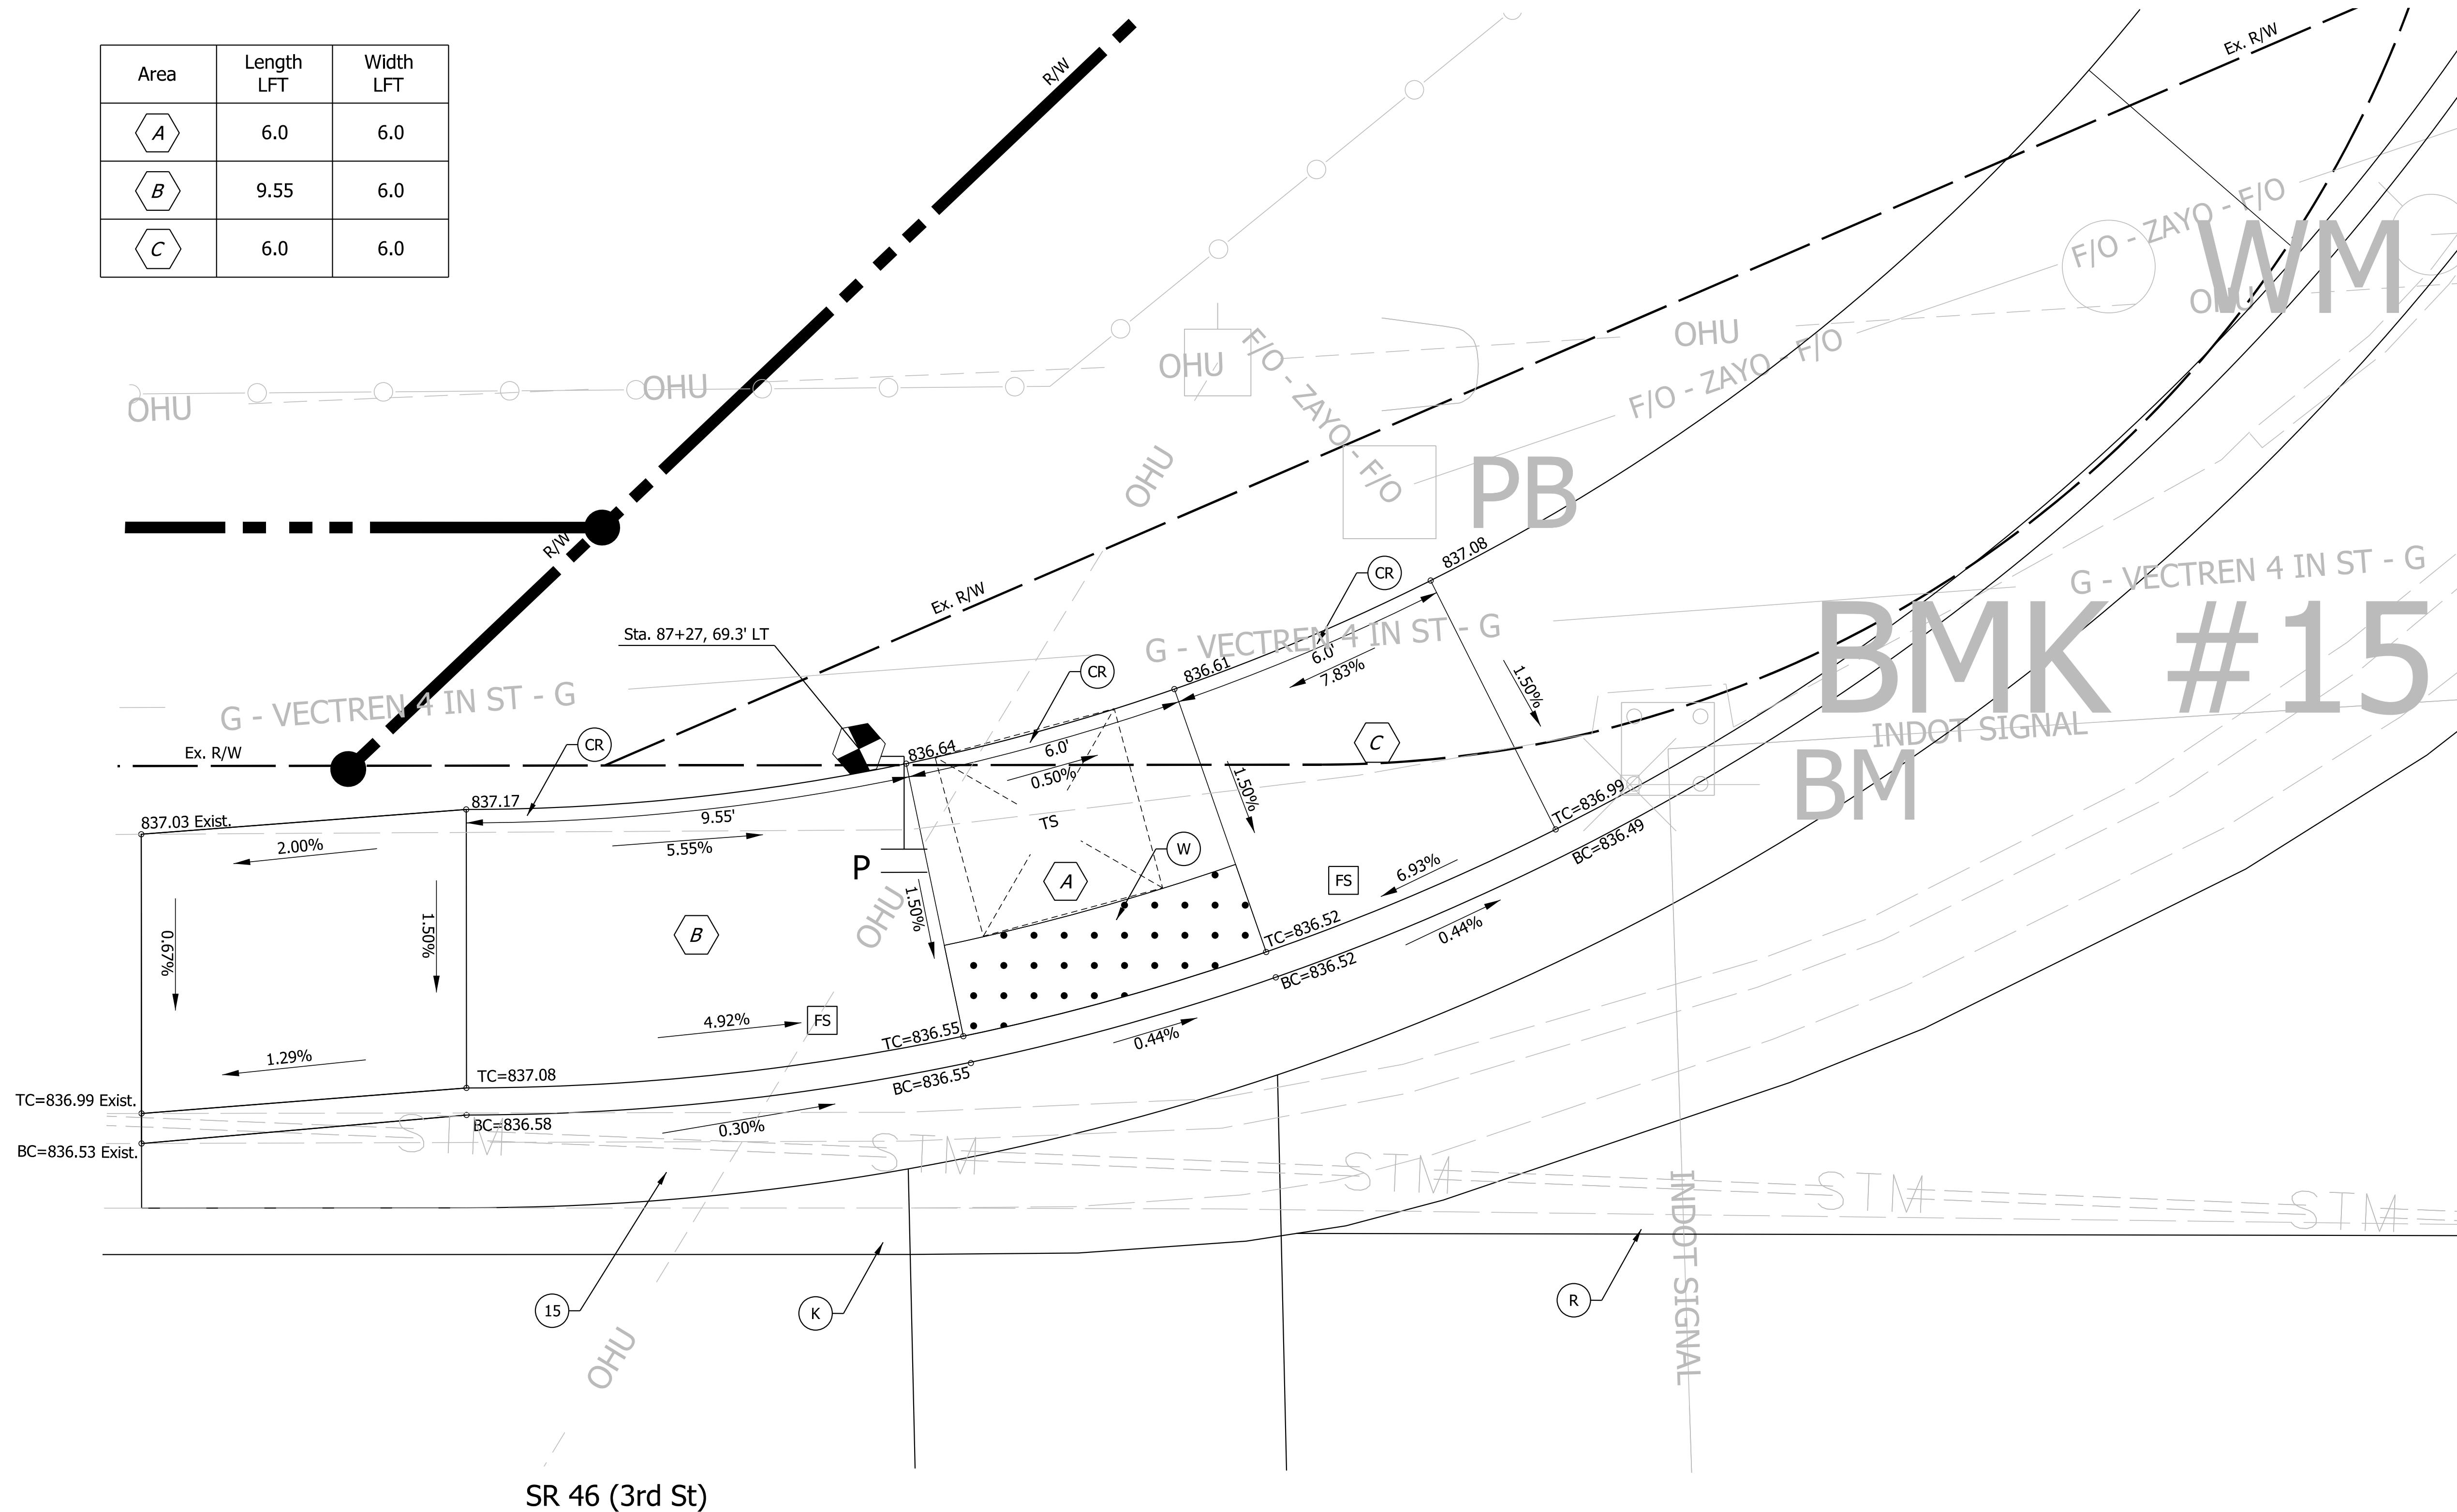 Area Length LFT Width LFT
A 6.0 6.0
B 9.55 6.0
C 6.0 6.0
R/W
Ex. R/W
F/O - ZAYO - F/O
WM
OHU
OHU
F/O - ZAYO - F/O
OHU
F/O - ZAYO - F/O
OHU
OHU
OHU
PB
R/W
837.08
CR
G - VECTREN 4 IN ST - G
Ex. R/W
BMK #15
Sta. 87+27, 69.3' LT
G - VECTREN 4 IN ST - G
6.0'
7.83%
836.61
CR
1.50%
G - VECTREN 4 IN ST - G
INDOT SIGNAL
BM
Ex. R/W
CR
836.64
6.0'
0.50%
C
1.50%
837.17
837.03 Exist.
9.55'
TS
TC=836.99
BC=836.49
2.00%
5.55%
P
W
A
FS
6.93%
0.67%
1.50%
B
1.50%
OHU
TC=836.52
BC=836.52
0.44%
4.92%
FS
TC=836.55
0.44%
1.29%
TC=837.08
BC=836.55
TC=836.99 Exist.
BC=836.58
0.30%
BC=836.53 Exist.
STM
STM
STM
STM
STM
INDOT SIGNAL
15
K
R
OHU
SR 46 (3rd St)